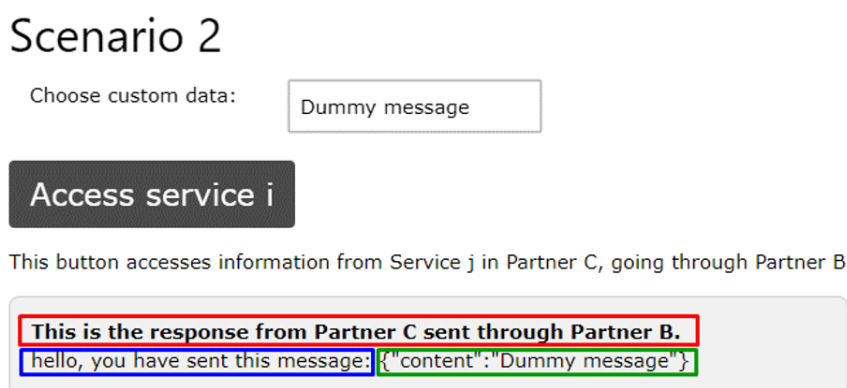 Scenario 2
Choose custom data: Dummy message
Access service i
This button accesses information from Service j in Partner C, going through Partner B
This is the response from Partner C sent through Partner B.
hello, you have sent this message: {"content":"Dummy message"}